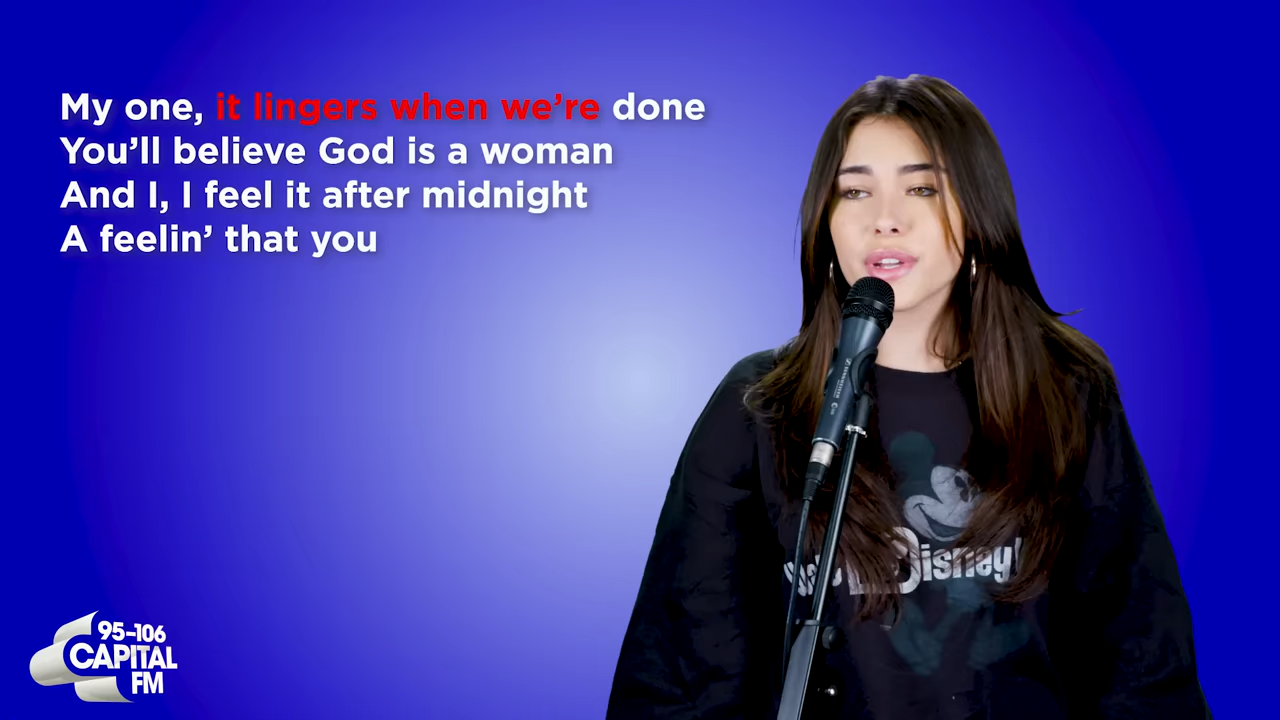 My one, it lingers when we're done
You'll believe God is a woman
And I, I feel it after midnight
A feelin' that you
95-106
CAPITAL
FM
Disney